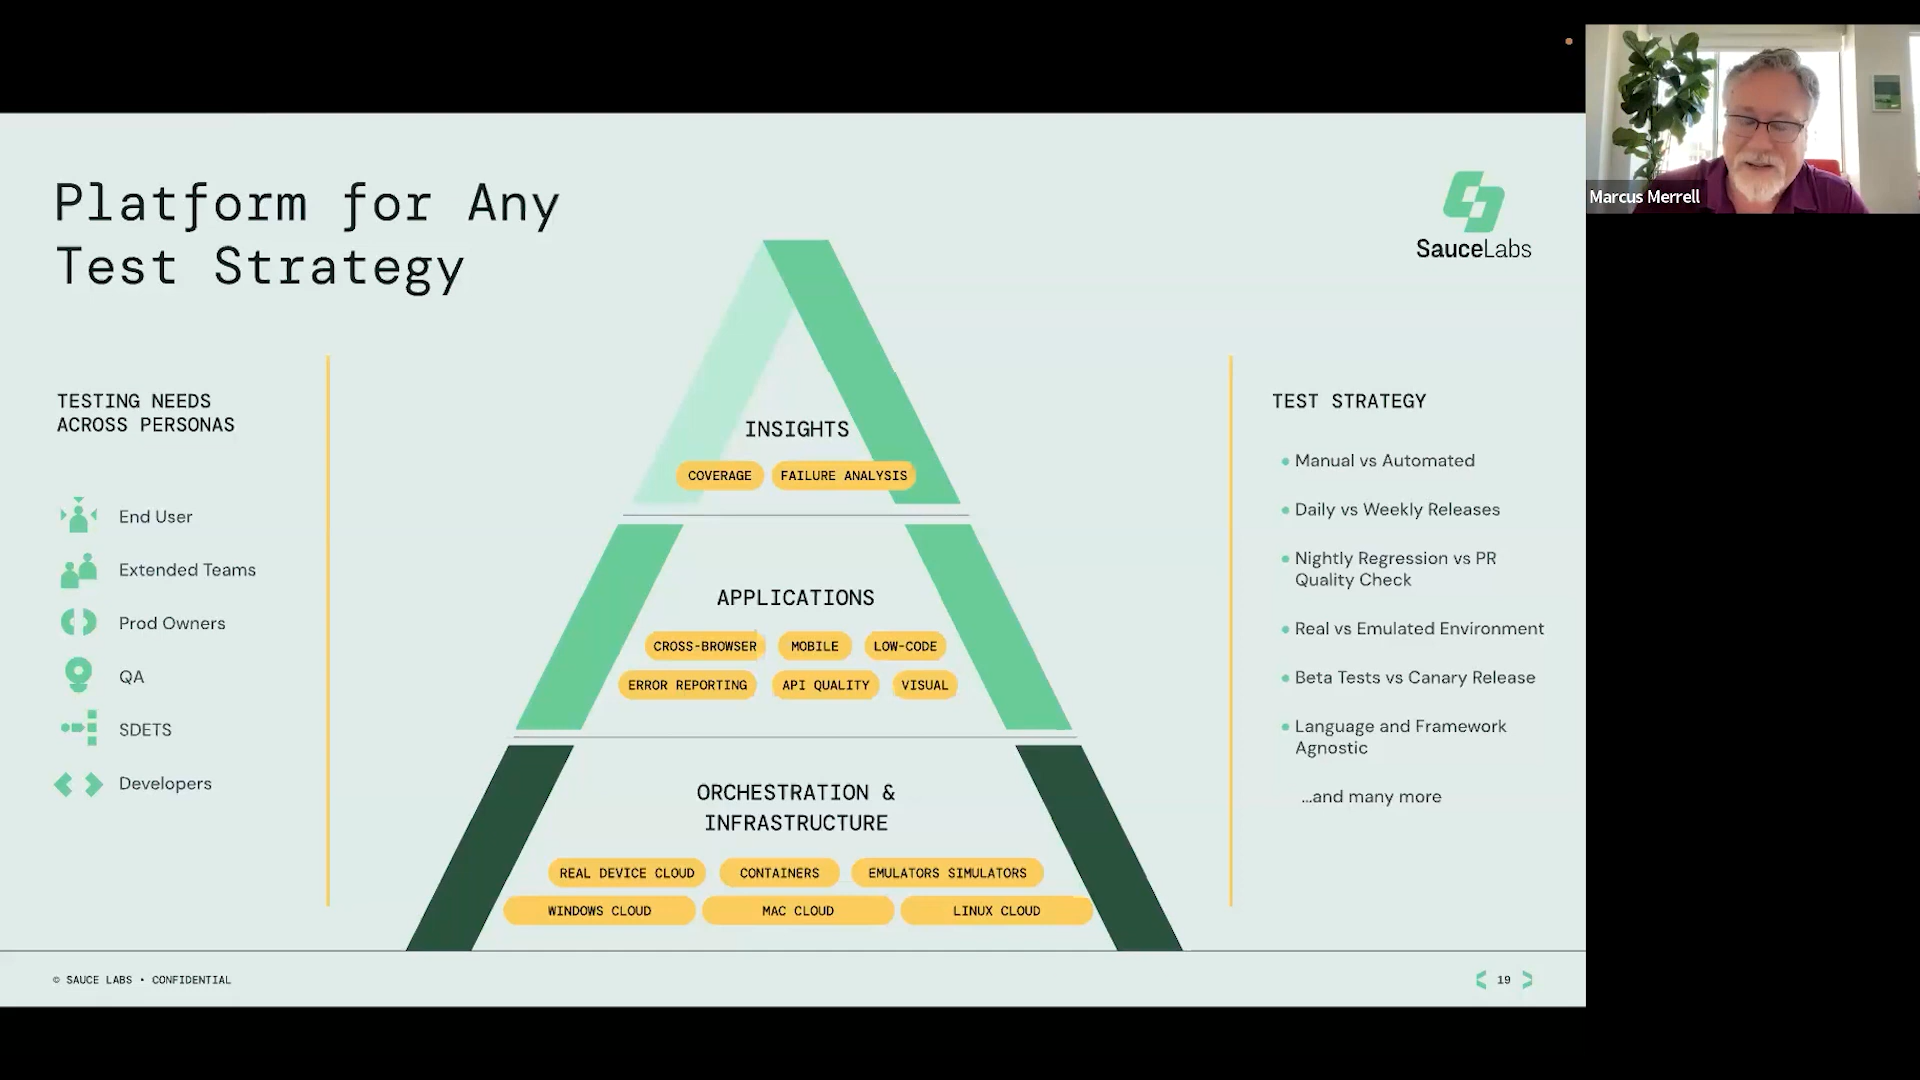 Platform for Any
Test Strategy
SauceLabs
Marcus Merrell
TESTING NEEDS
ACROSS PERSONAS
End User
Extended Teams
Prod Owners
QA
SDETS
Developers
INSIGHTS
COVERAGE
FAILURE ANALYSIS
APPLICATIONS
CROSS-BROWSER
MOBILE
LOW-CODE
ERROR REPORTING
API QUALITY
VISUAL
ORCHESTRATION &
INFRASTRUCTURE
REAL DEVICE CLOUD
CONTAINERS
EMULATORS SIMULATORS
WINDOWS CLOUD
MAC CLOUD
LINUX CLOUD
TEST STRATEGY
• Manual vs Automated
• Daily vs Weekly Releases
• Nightly Regression vs PR
Quality Check
• Real vs Emulated Environment
• Beta Tests vs Canary Release
• Language and Framework
Agnostic
...and many more
© SAUCE LABS • CONFIDENTIAL
< 19 >